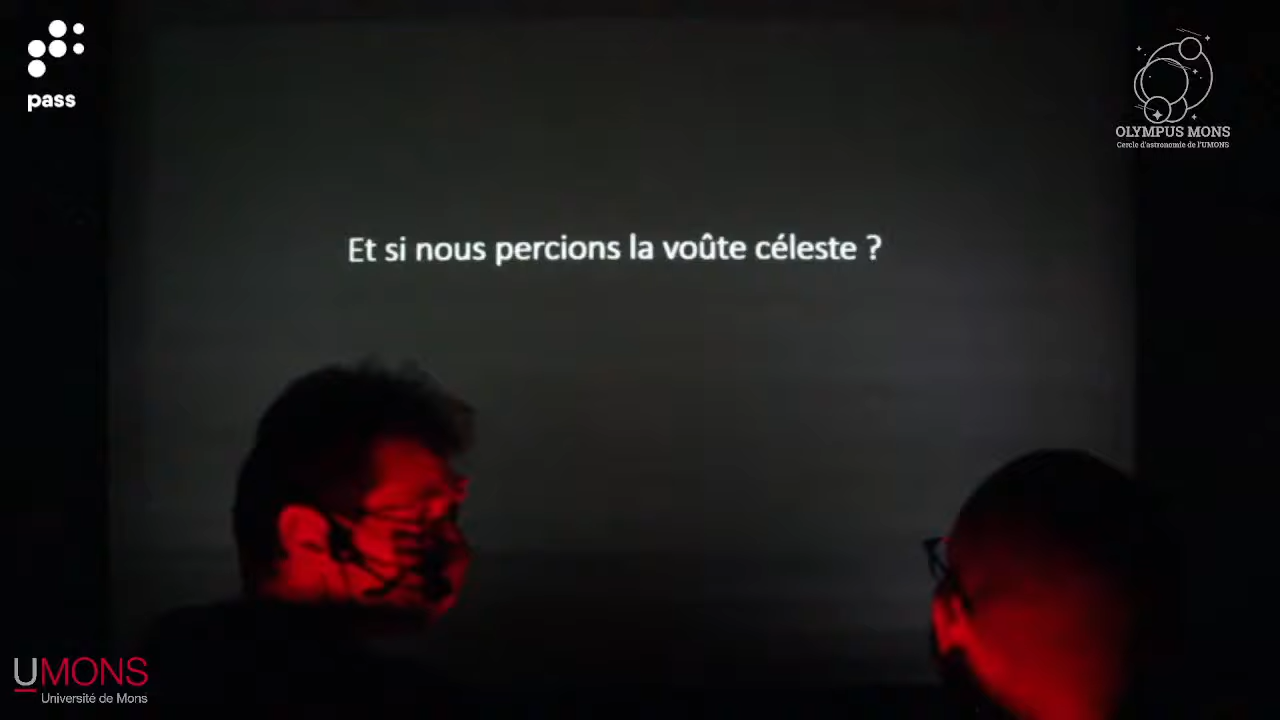 pass
OLYMPUS MONS
Cercle d'astronomie de l'UMONS
Et si nous percions la voûte céleste ?
UMONS
Université de Mons